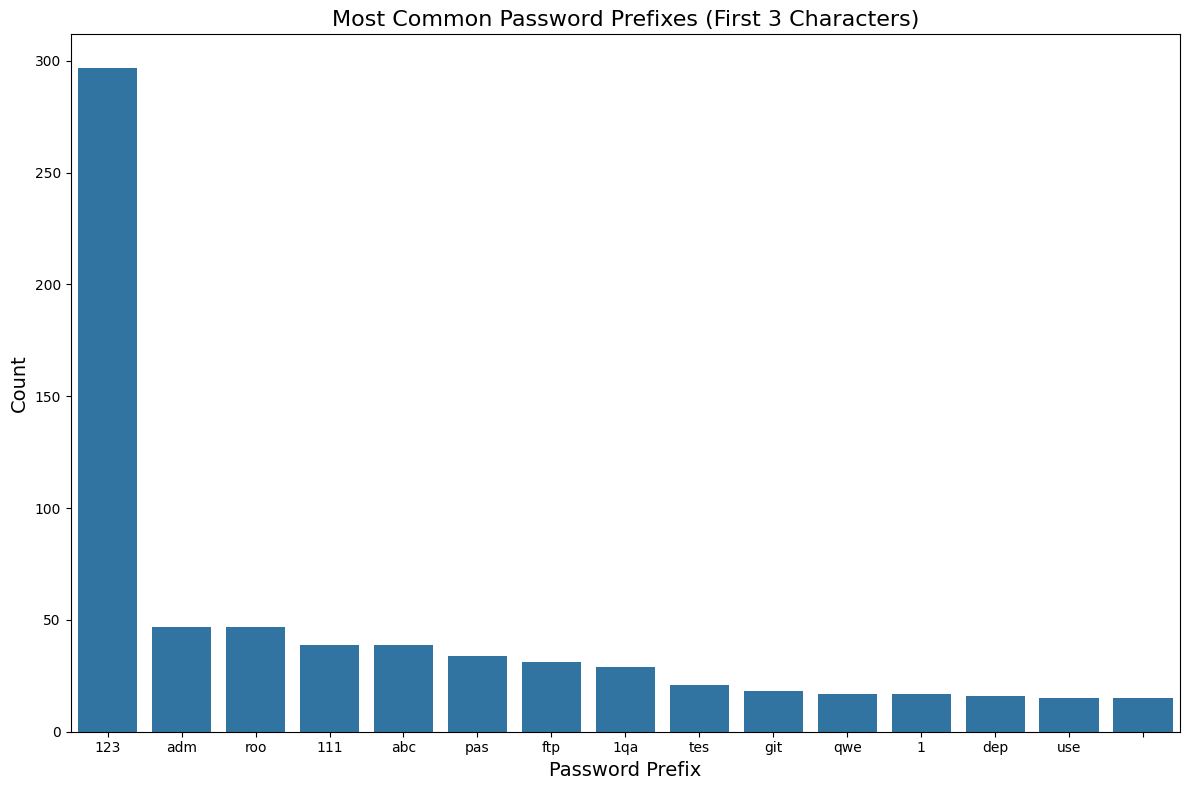 Most Common Password Prefixes (First 3 Characters)
300
250
200
150
100
50
0
Count
123 adm roo 111 abc pas ftp 1qa tes git qwe 1 dep use
Password Prefix